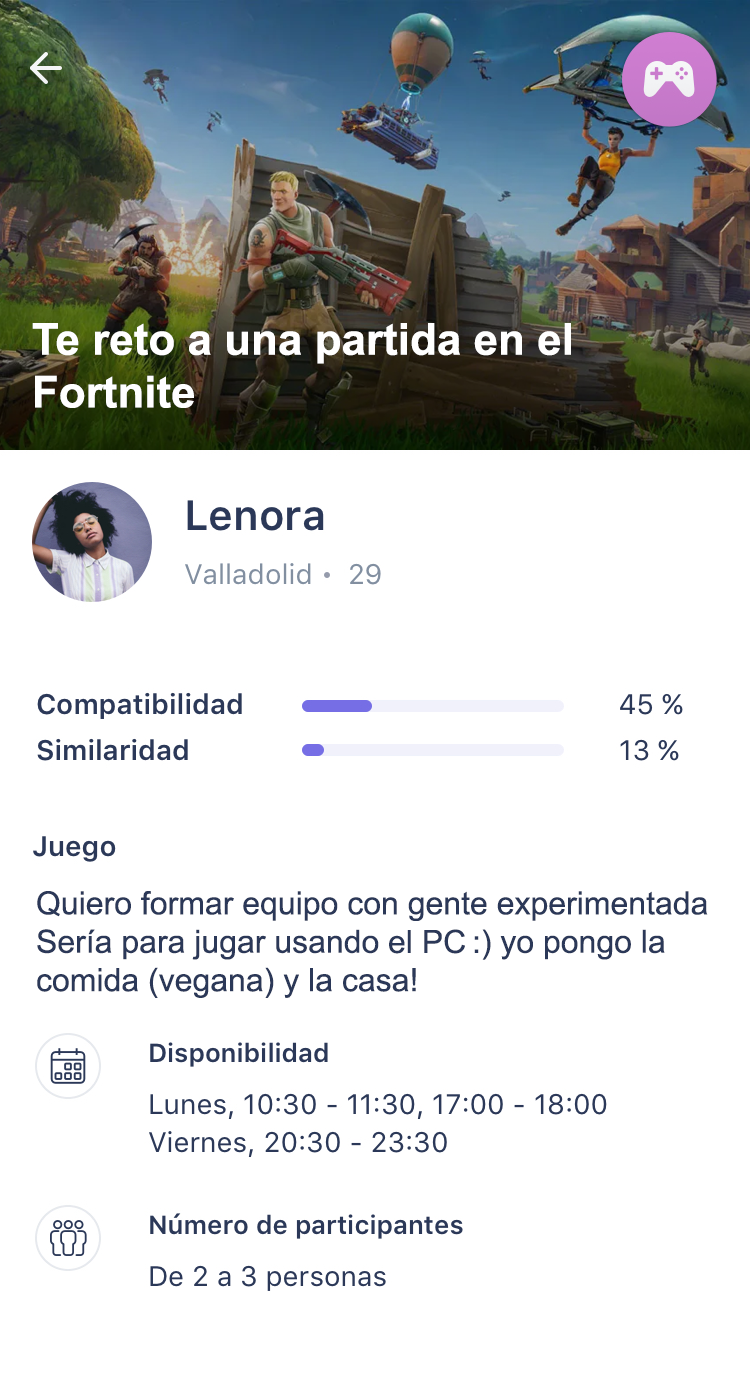 Te reto a una partida en el
Fortnite
Lenora
Valladolid • 29
Compatibilidad 45 %
Similaridad 13 %
Juego
Quiero formar equipo con gente experimentada
Sería para jugar usando el PC :) yo pongo la
comida (vegana) y la casa!
Disponibilidad
Lunes, 10:30 - 11:30, 17:00 - 18:00
Viernes, 20:30 - 23:30
Número de participantes
De 2 a 3 personas